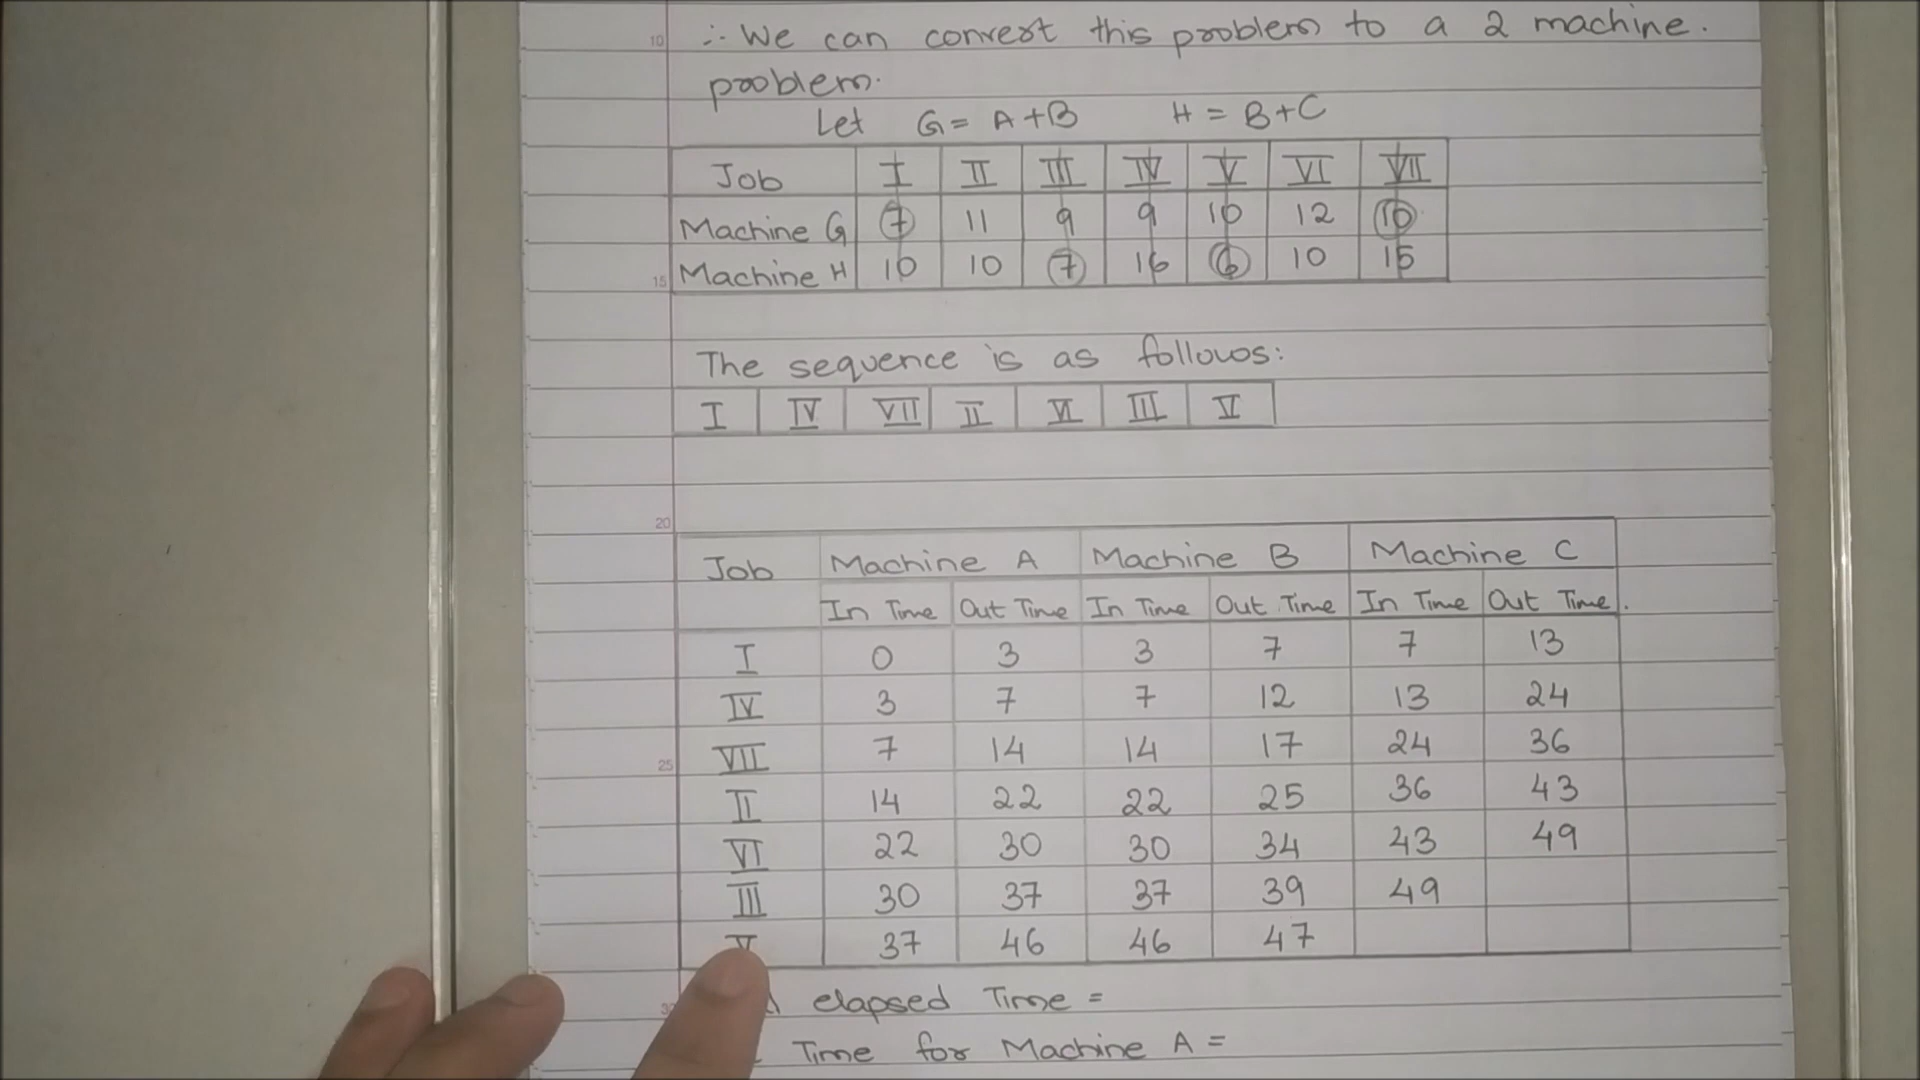 10 ∴ We can convert this problem to a 2 machine.
problem.
Let G = A+B H = B+C
Job I II III IV V VI VII
Machine G 7 11 9 9 10 12 10
15 Machine H 10 10 7 16 6 10 15
The sequence is as follows:
I IV VII II VI III V
20
Job Machine A Machine B Machine C
In Time Out Time In Time Out Time In Time Out Time.
I 0 3 3 7 7 13
IV 3 7 7 12 13 24
25 VII 7 14 14 17 24 36
II 14 22 22 25 36 43
VI 22 30 30 34 43 49
III 30 37 37 39 49
V 37 46 46 47
elapsed Time =
Time for Machine A =